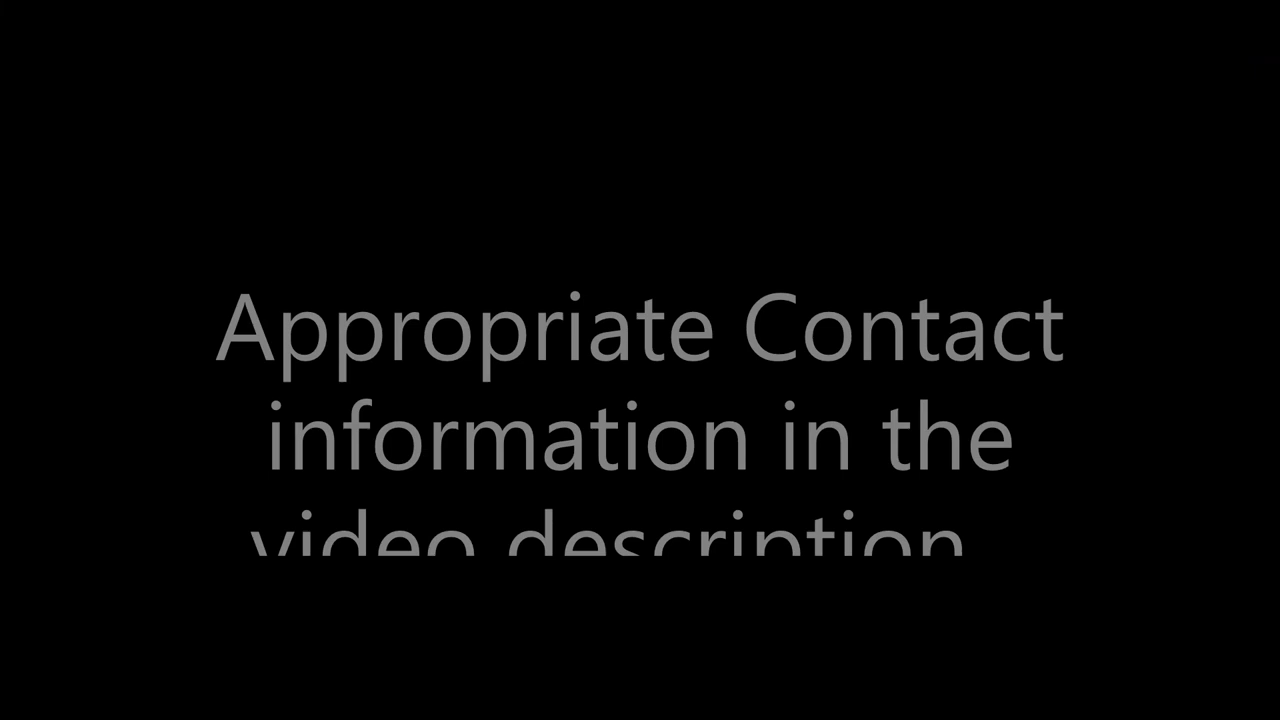 Appropriate Contact
information in the
video description